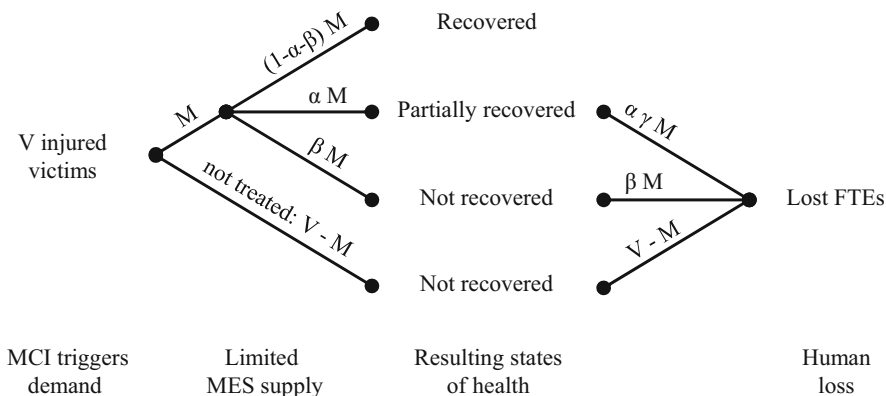 (1-α-β) M
Recovered
M
α M
Partially recovered
α γ M
V injured
victims
β M
not treated: V - M
Not recovered
β M
Lost FTEs
V - M
Not recovered
MCI triggers
demand
Limited
MES supply
Resulting states
of health
Human
loss